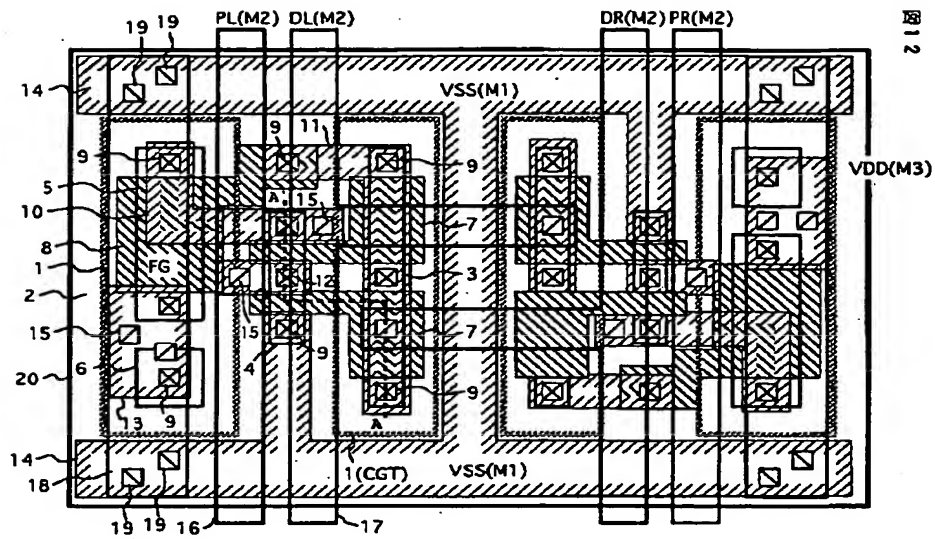 図12
19 19 PL(M2) DL(M2) DR(M2) PR(M2)
14 VSS(M1)
9 9 11 9
VDD(M3)
5
10 A 15 7
8
1 FG 3
2 12
15 15 7
6 4 9
20 9
13 9 A
14 1(CGT)
18 VSS(M1)
19 19 16 17